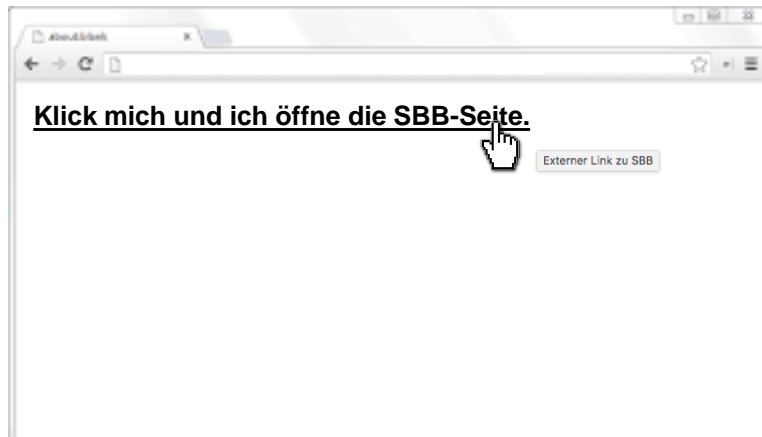 Klick mich und ich öffne die SBB-Seite.
Externer Link zu SBB